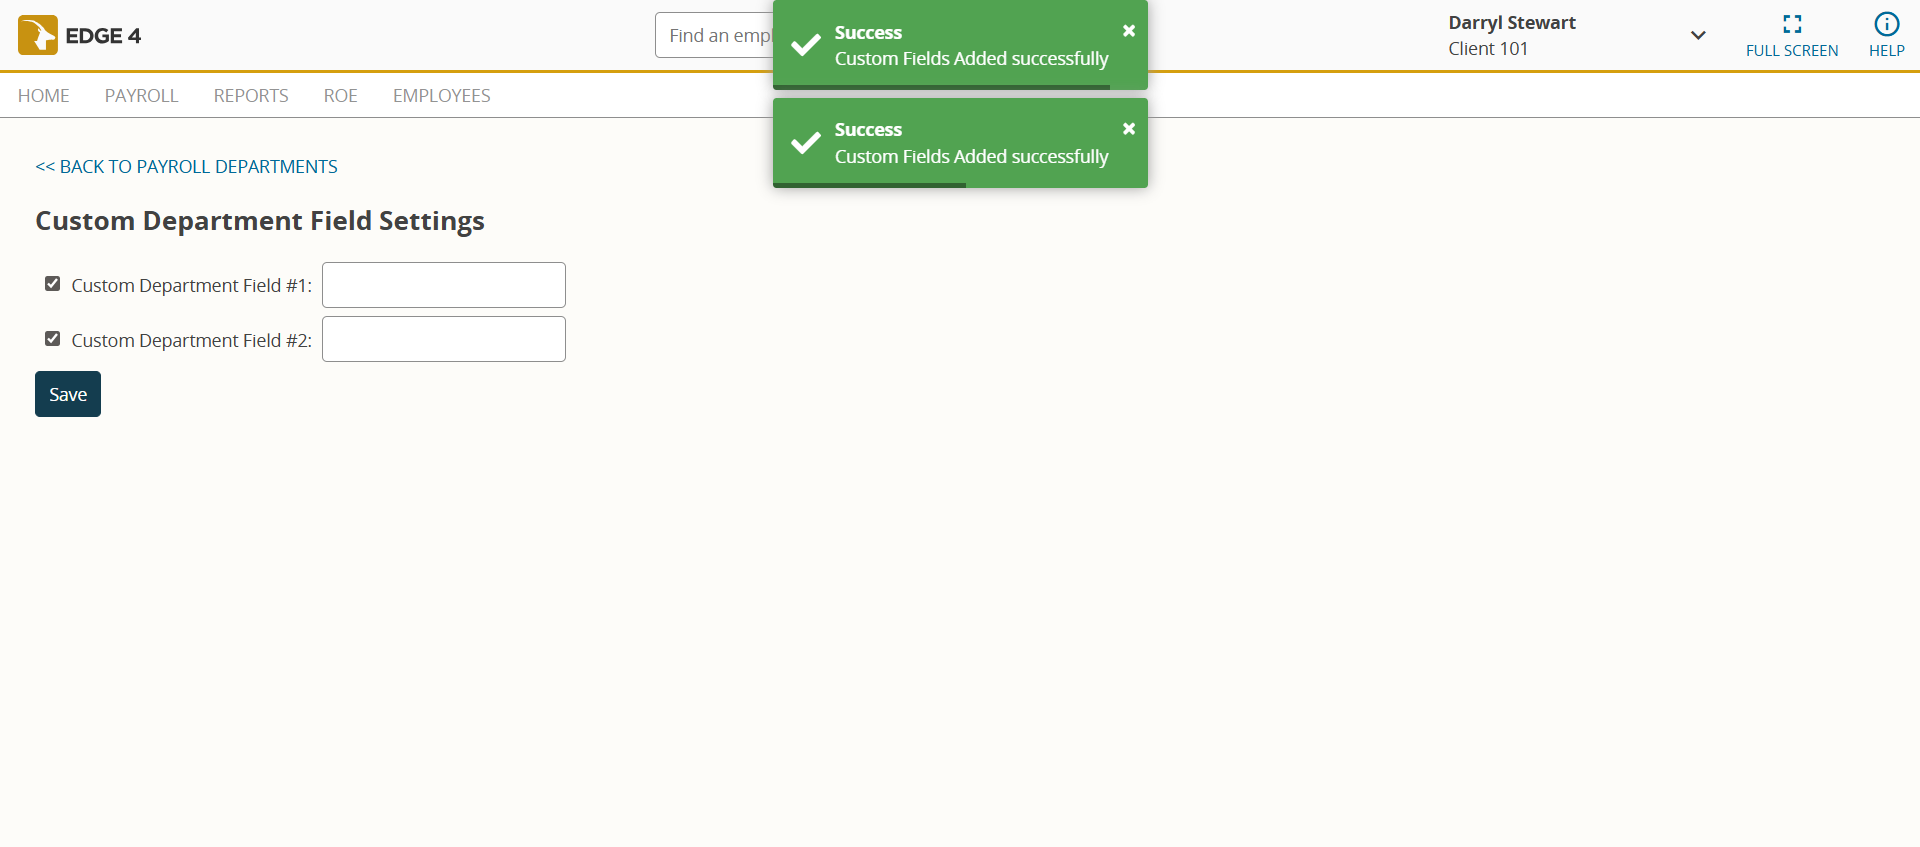 EDGE 4
Find an empl
Success
Custom Fields Added successfully
Darryl Stewart
Client 101
FULL SCREEN
HELP
HOME
PAYROLL
REPORTS
ROE
EMPLOYEES
Success
Custom Fields Added successfully
<< BACK TO PAYROLL DEPARTMENTS
Custom Department Field Settings
Custom Department Field #1:
Custom Department Field #2:
Save